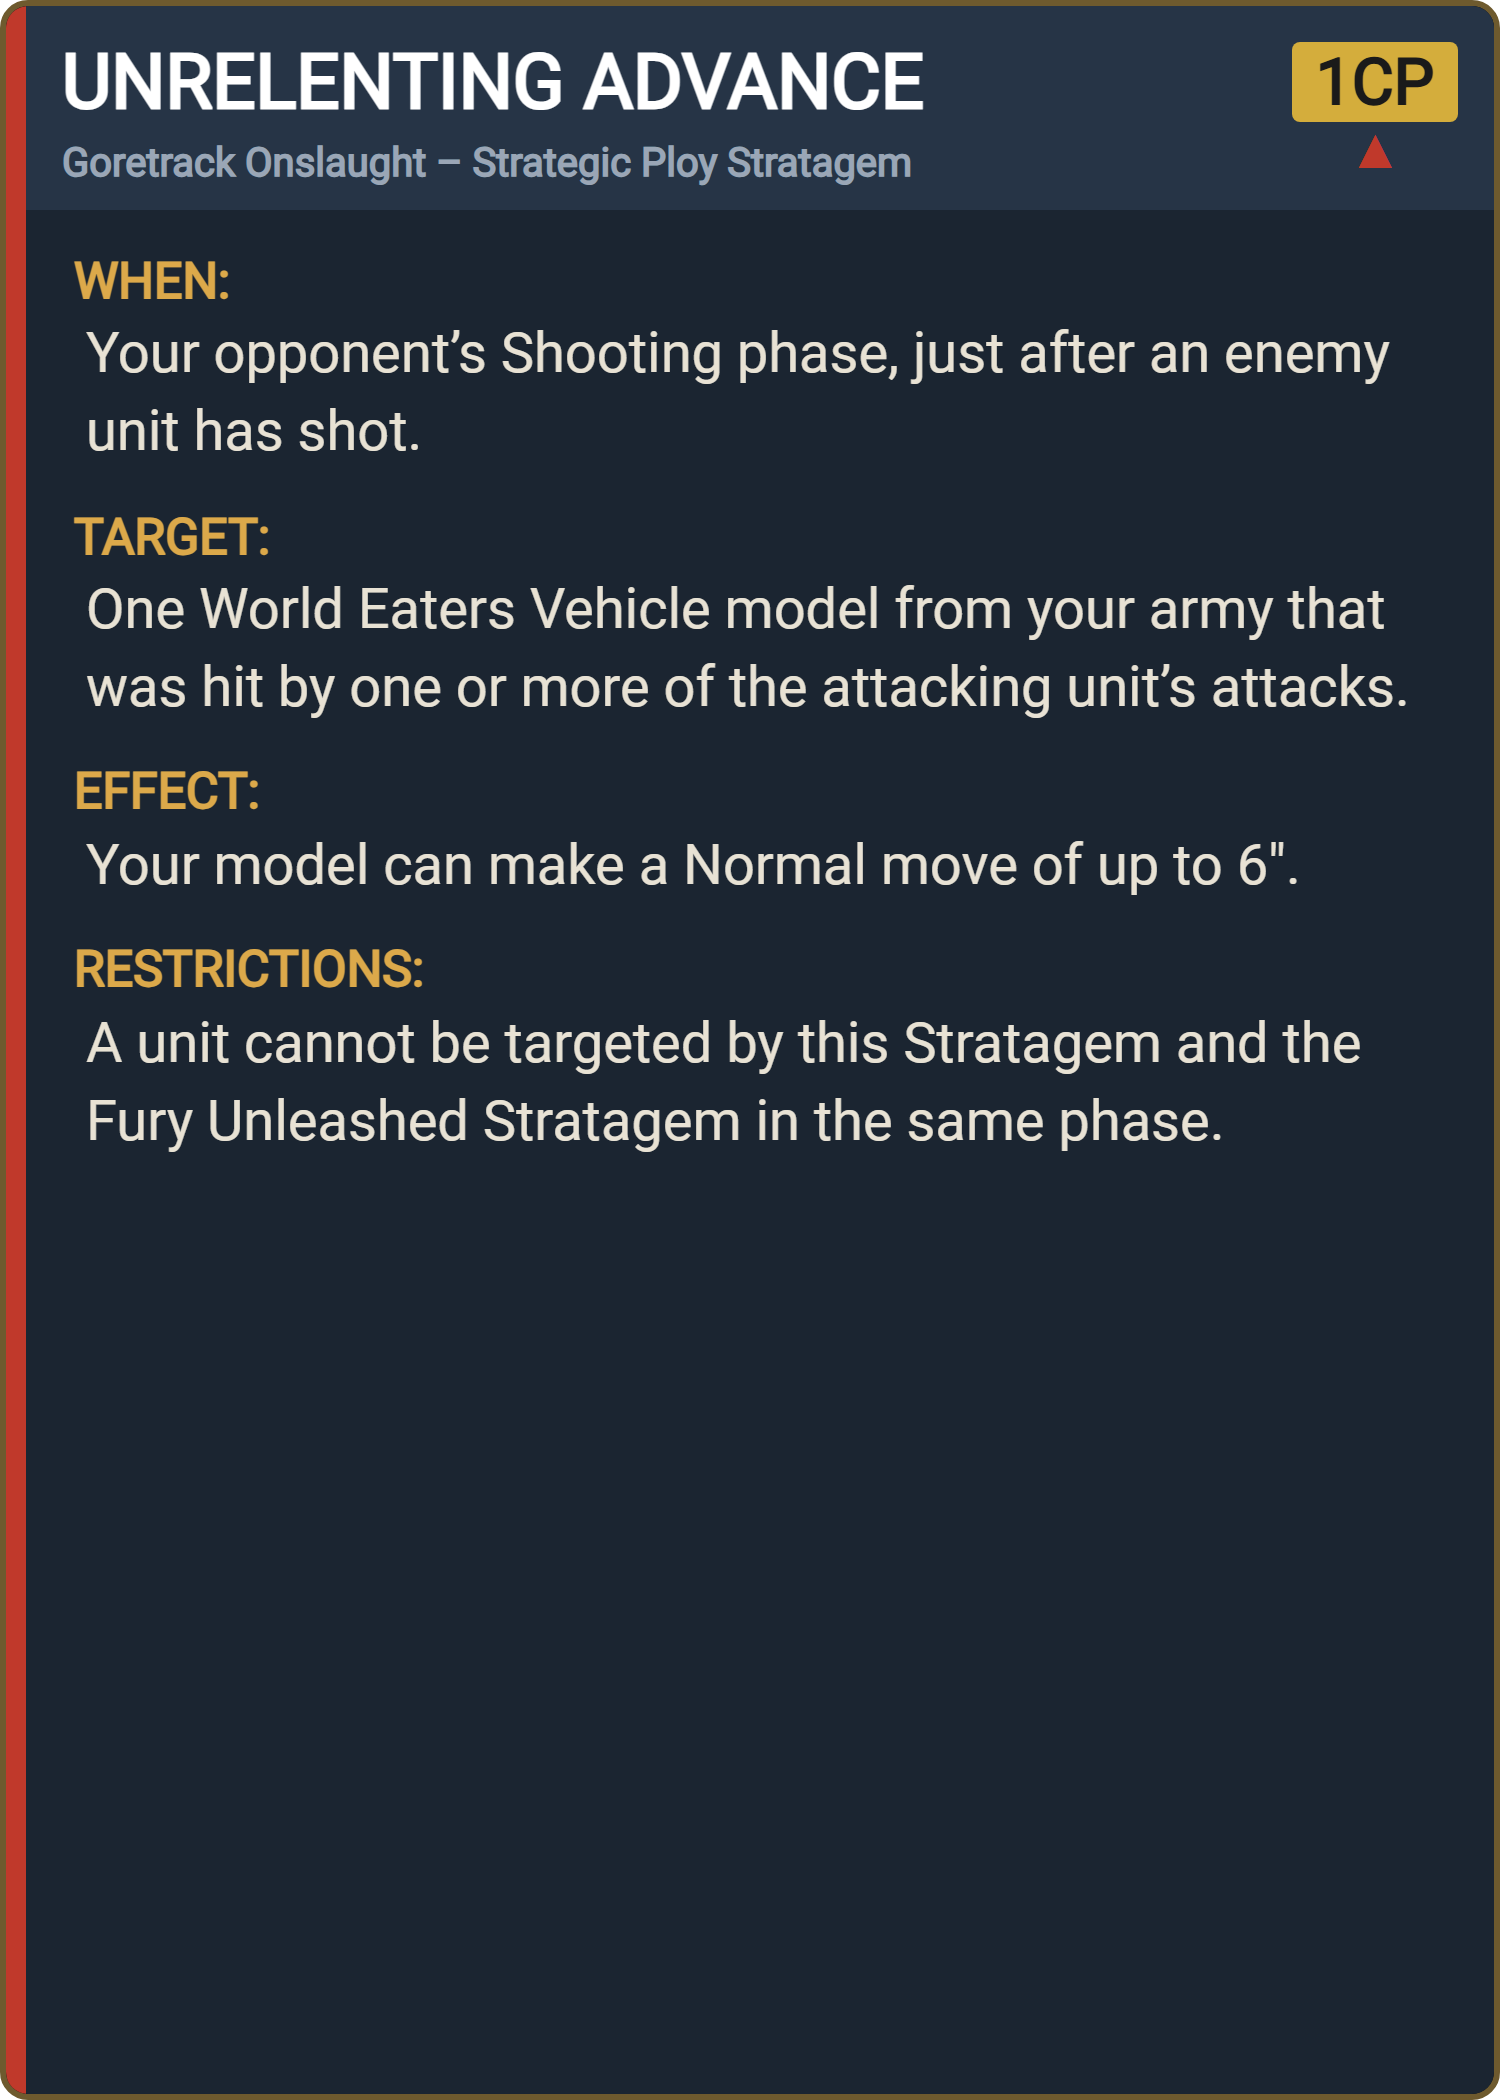 UNRELENTING ADVANCE
1CP
Goretrack Onslaught – Strategic Ploy Stratagem
WHEN:
Your opponent’s Shooting phase, just after an enemy
unit has shot.
TARGET:
One World Eaters Vehicle model from your army that
was hit by one or more of the attacking unit’s attacks.
EFFECT:
Your model can make a Normal move of up to 6".
RESTRICTIONS:
A unit cannot be targeted by this Stratagem and the
Fury Unleashed Stratagem in the same phase.